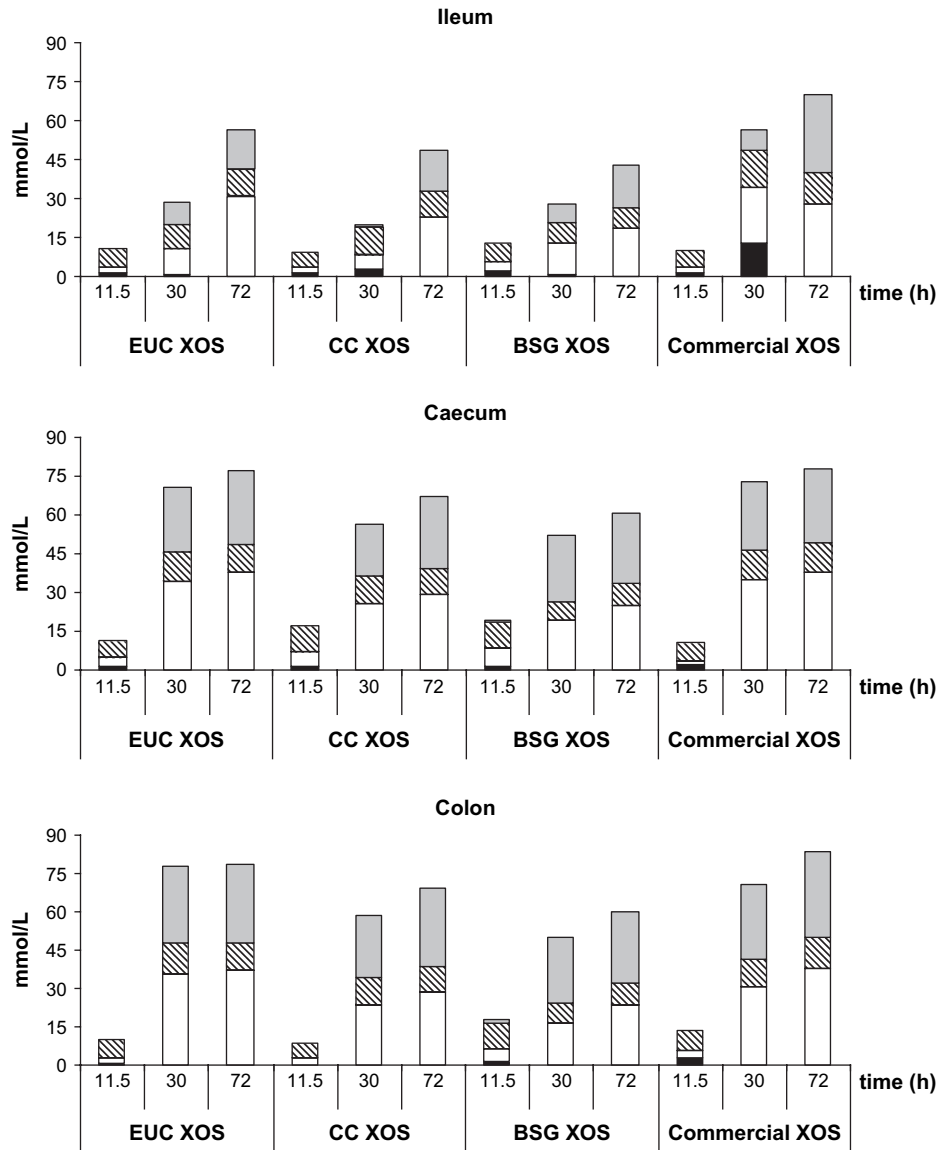 Ileum
90
75
60
45
30
15
0
mmol/L
11.5 30 72 11.5 30 72 11.5 30 72 11.5 30 72 time (h)
EUC XOS CC XOS BSG XOS Commercial XOS
Caecum
90
75
60
45
30
15
0
mmol/L
11.5 30 72 11.5 30 72 11.5 30 72 11.5 30 72 time (h)
EUC XOS CC XOS BSG XOS Commercial XOS
Colon
90
75
60
45
30
15
0
mmol/L
11.5 30 72 11.5 30 72 11.5 30 72 11.5 30 72 time (h)
EUC XOS CC XOS BSG XOS Commercial XOS